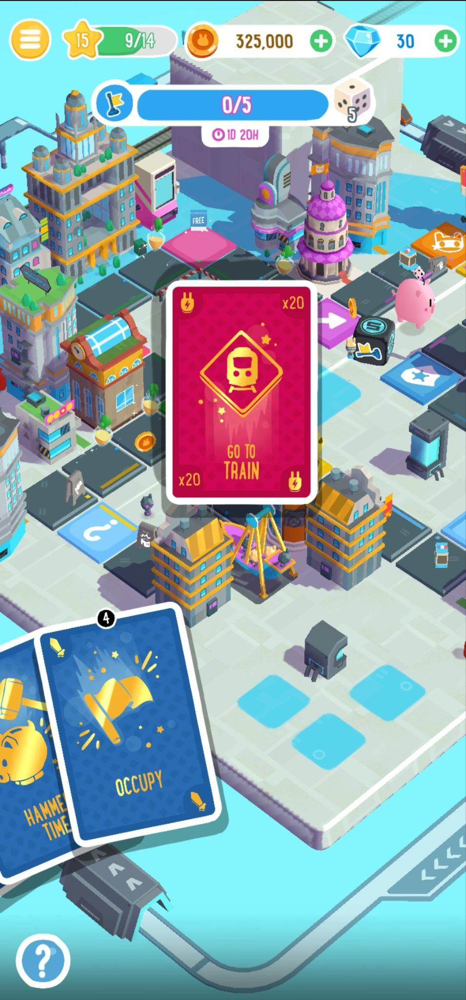 15
9/14
325,000
30
0/5
5
1D 20H
FREE
x20
GO TO
TRAIN
x20
4
HAMME
TIME
OCCUPY
?